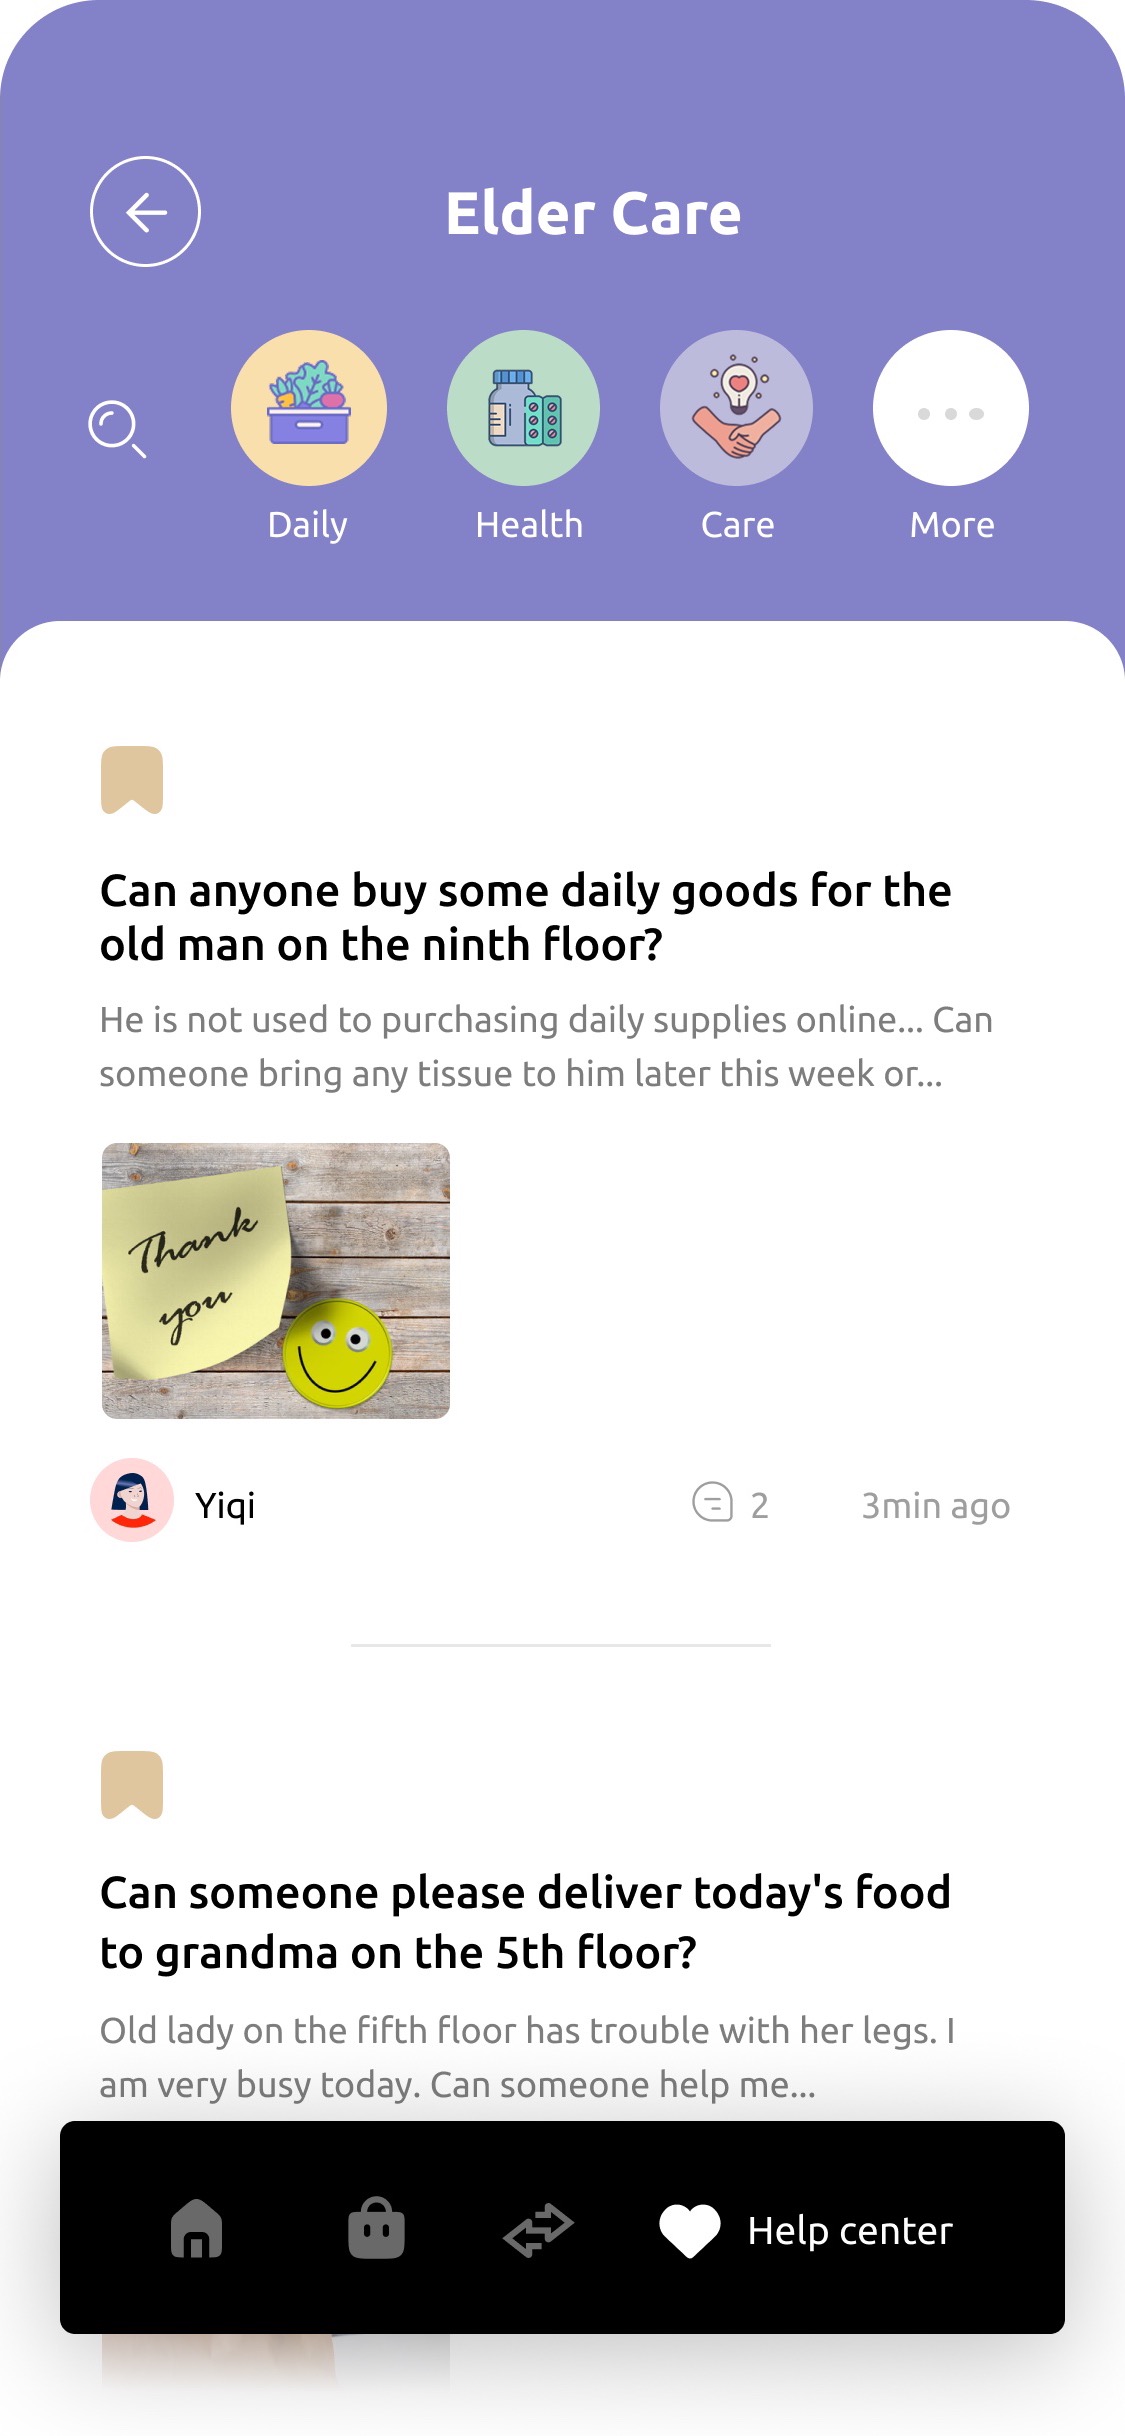 Elder Care
Daily
Health
Care
More
Can anyone buy some daily goods for the
old man on the ninth floor?
He is not used to purchasing daily supplies online... Can
someone bring any tissue to him later this week or...
Thank
you
Yiqi
2
3min ago
Can someone please deliver today's food
to grandma on the 5th floor?
Old lady on the fifth floor has trouble with her legs. I
am very busy today. Can someone help me...
Help center